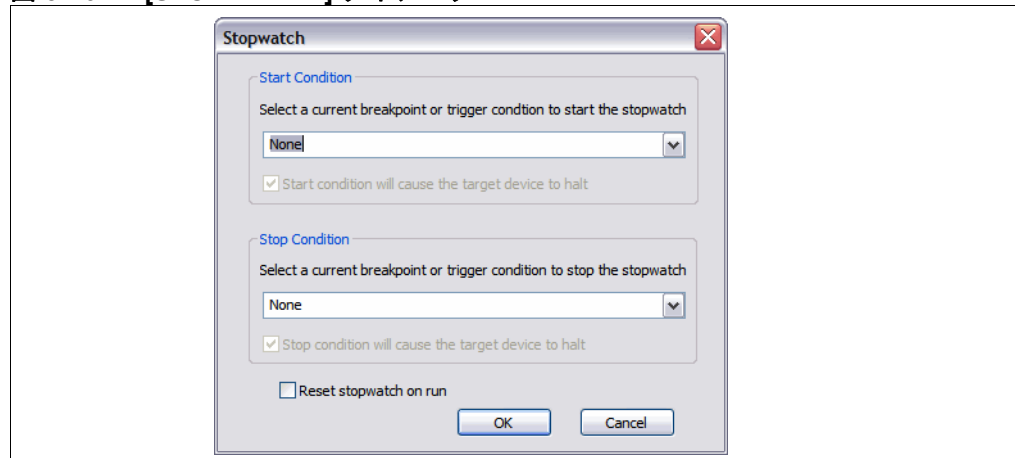 Stopwatch
Start Condition
Select a current breakpoint or trigger condtion to start the stopwatch
None
Start condition will cause the target device to halt
Stop Condition
Select a current breakpoint or trigger condition to stop the stopwatch
None
Stop condition will cause the target device to halt
Reset stopwatch on run
OK Cancel